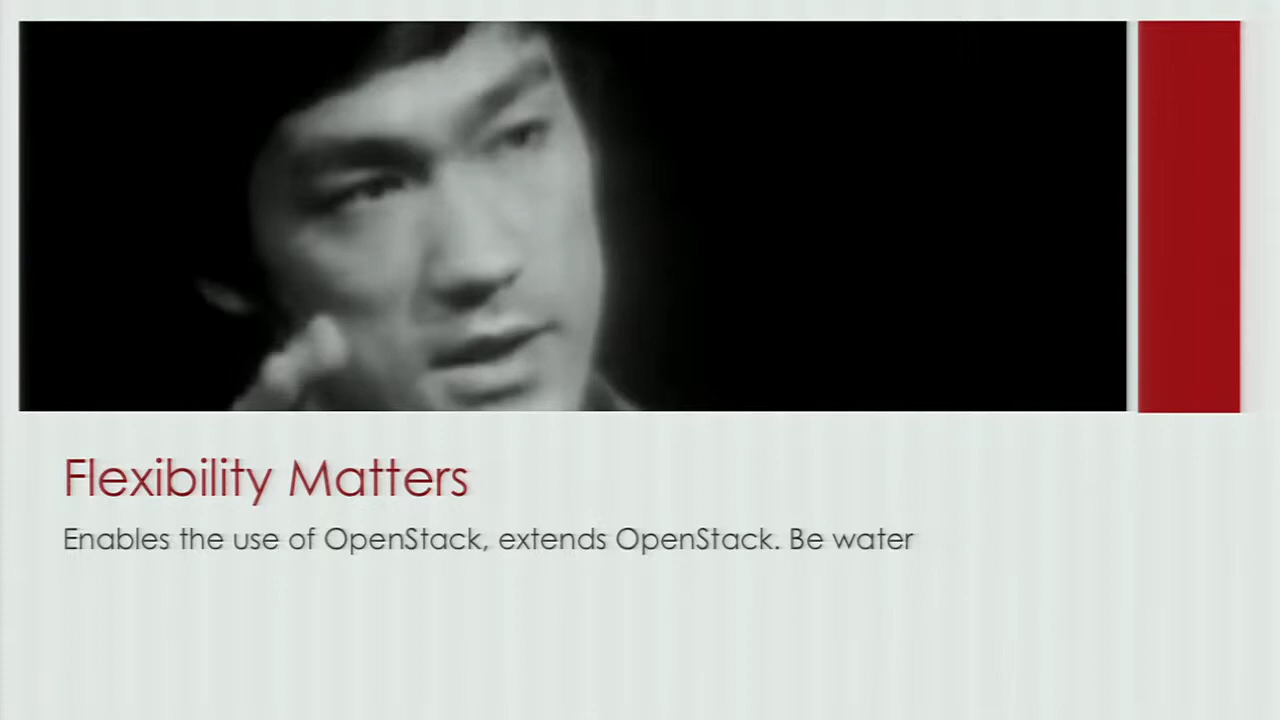 Flexibility Matters
Enables the use of OpenStack, extends OpenStack. Be water